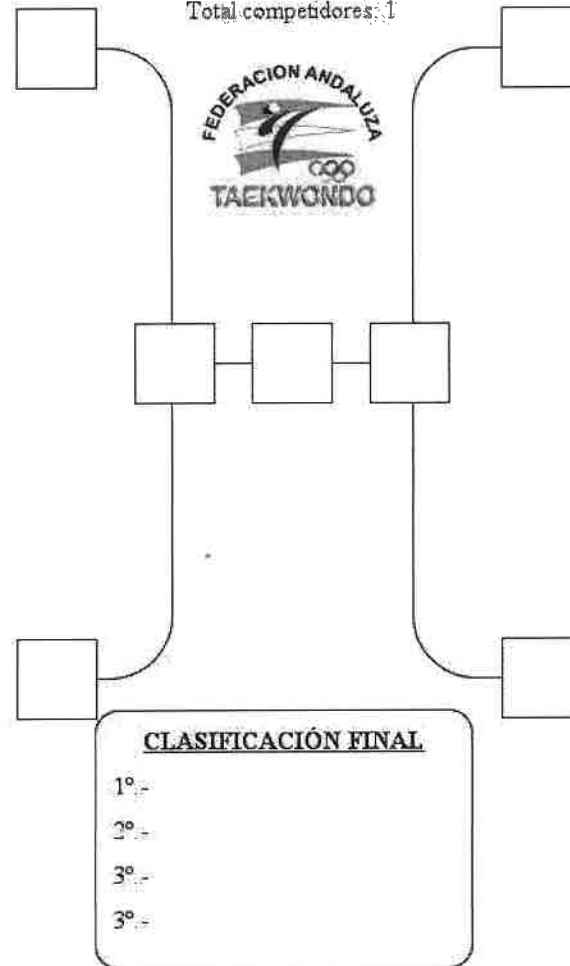 Total competidores: 1
FEDERACION ANDALUZA
TAEKWONDO
CLASIFICACIÓN FINAL
1º.-
2º.-
3º.-
3º.-